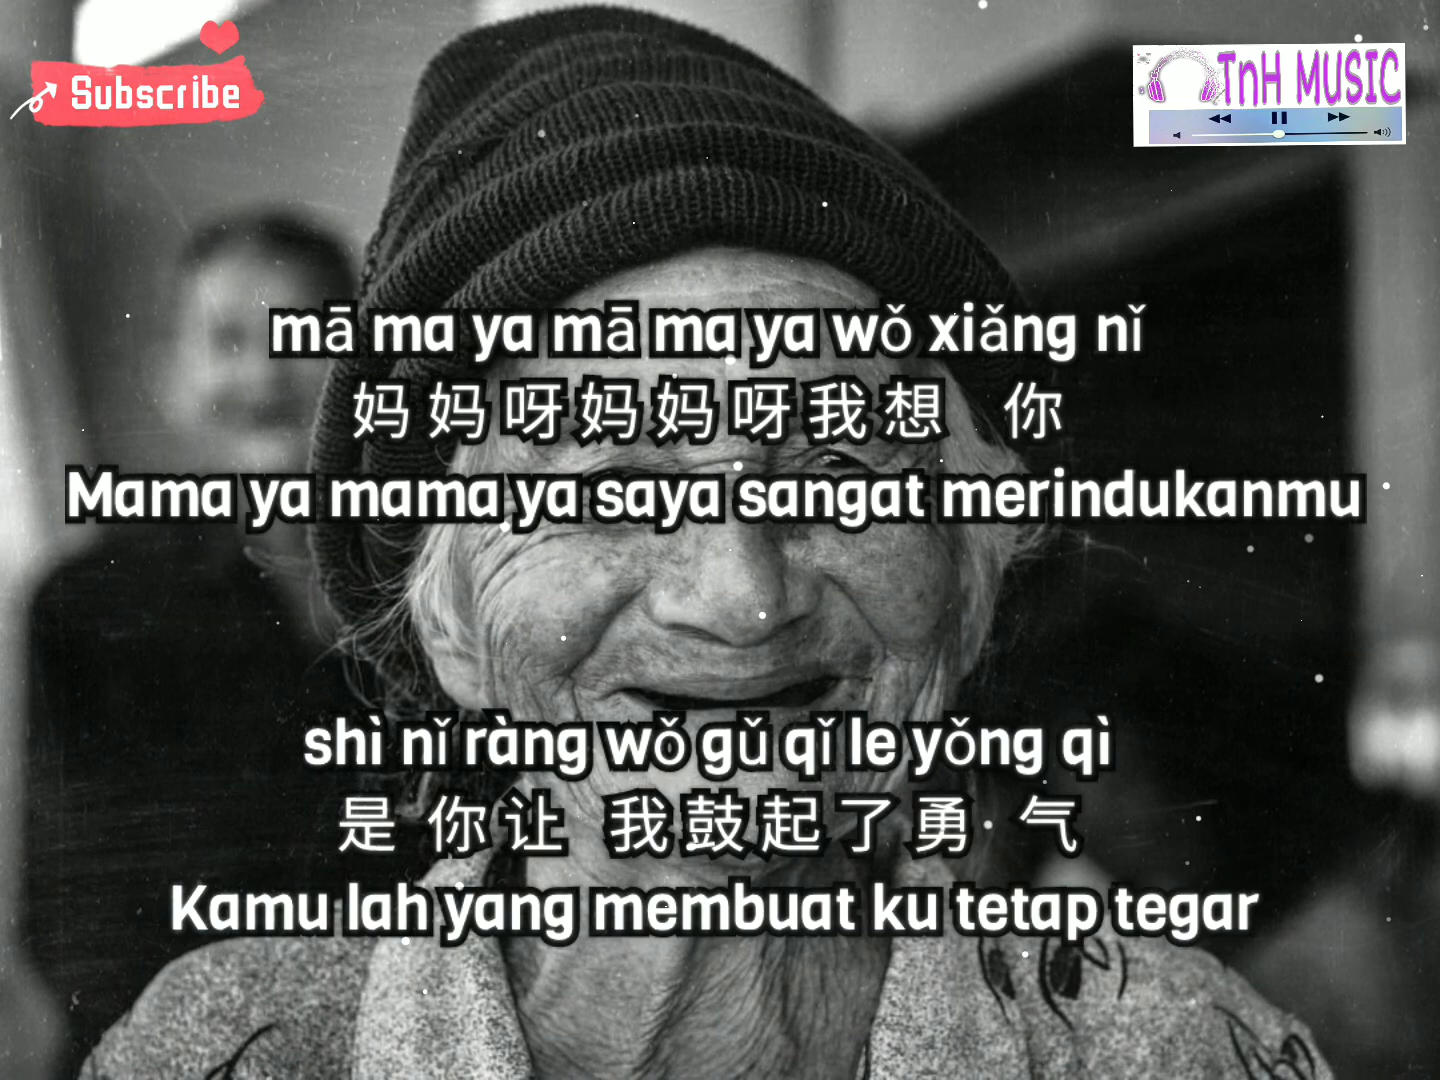 Subscribe
TnH MUSIC
mā ma ya mā ma ya wǒ xiǎng nǐ
妈 妈 呀 妈 妈 呀 我 想 你
Mama ya mama ya saya sangat merindukanmu
shì nǐ ràng wǒ gǔ qǐ le yǒng qì
是 你 让 我 鼓 起 了 勇 气
Kamu lah yang membuat ku tetap tegar